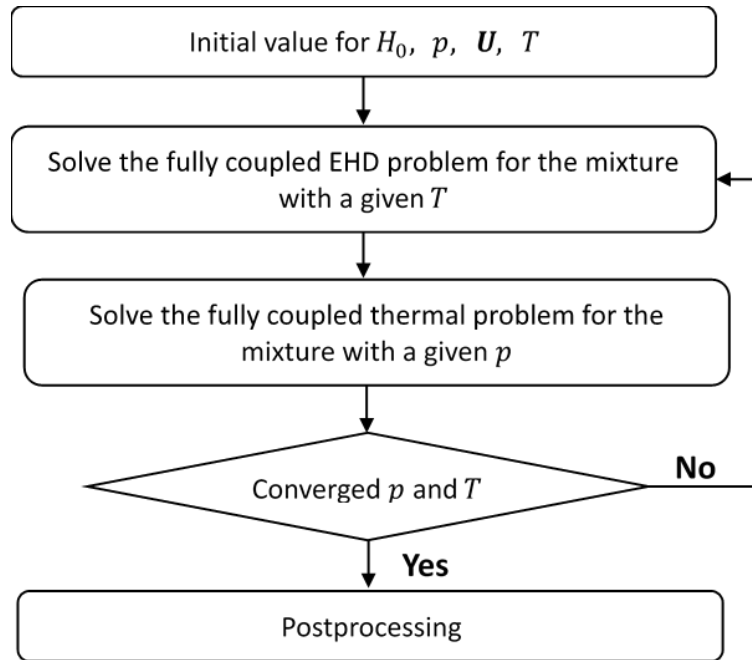 Initial value for H₀, p, U, T
Solve the fully coupled EHD problem for the mixture
with a given T
Solve the fully coupled thermal problem for the
mixture with a given p
Converged p and T
No
Yes
Postprocessing